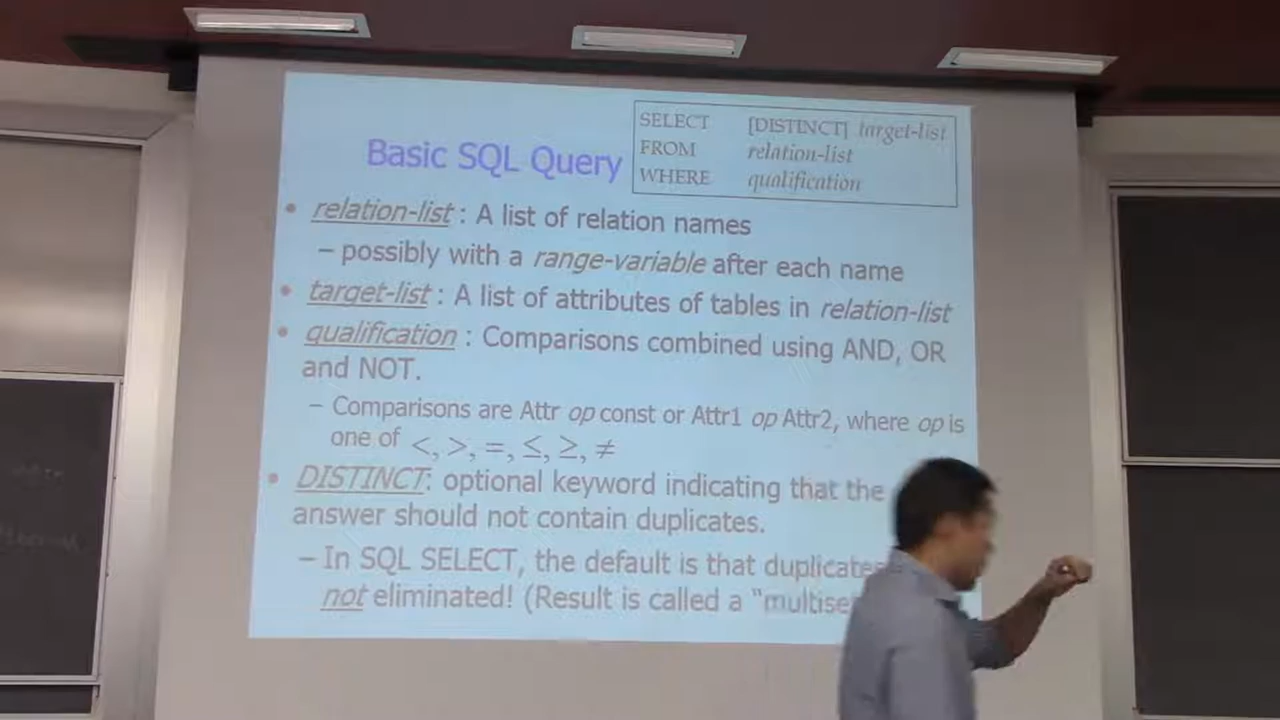 SELECT [DISTINCT] target-list
FROM relation-list
WHERE qualification
Basic SQL Query
• relation-list : A list of relation names
– possibly with a range-variable after each name
• target-list : A list of attributes of tables in relation-list
• qualification : Comparisons combined using AND, OR
and NOT.
– Comparisons are Attr op const or Attr1 op Attr2, where op is
one of <, >, =, ≤, ≥, ≠
• DISTINCT: optional keyword indicating that the
answer should not contain duplicates.
– In SQL SELECT, the default is that duplicates
not eliminated! (Result is called a